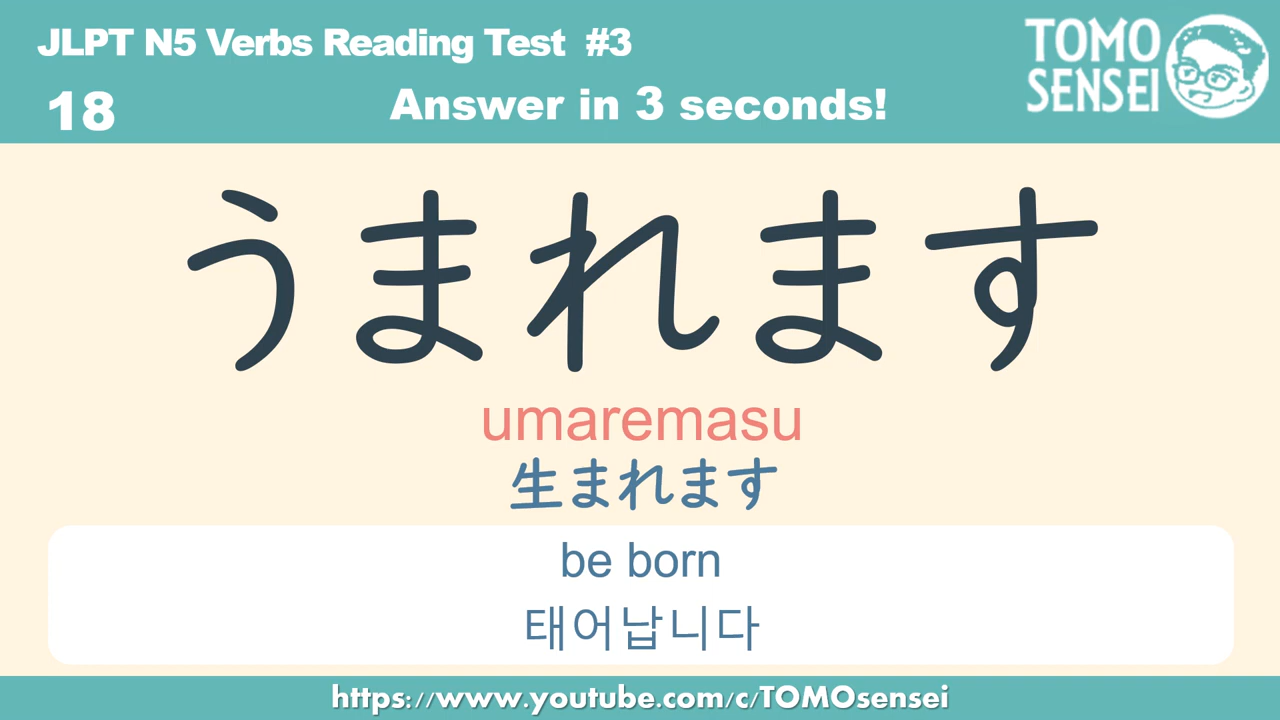 JLPT N5 Verbs Reading Test #3
18
Answer in 3 seconds!
TOMO
SENSEI
うまれます
umaremasu
生まれます
be born
태어납니다
https://www.youtube.com/c/TOMOsensei